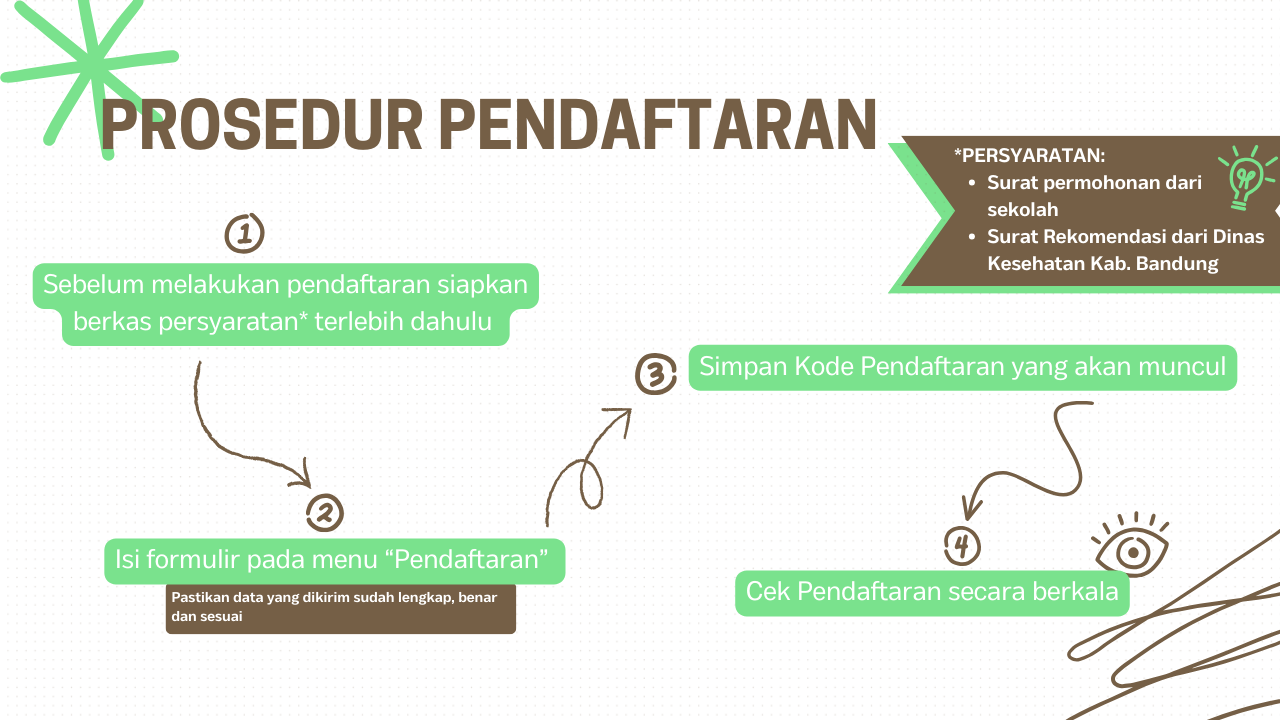 PROSEDUR PENDAFTARAN
*PERSYARATAN:
• Surat permohonan dari
sekolah
• Surat Rekomendasi dari Dinas
Kesehatan Kab. Bandung
1
Sebelum melakukan pendaftaran siapkan
berkas persyaratan* terlebih dahulu
2
Isi formulir pada menu “Pendaftaran”
Pastikan data yang dikirim sudah lengkap, benar
dan sesuai
3
Simpan Kode Pendaftaran yang akan muncul
4
Cek Pendaftaran secara berkala